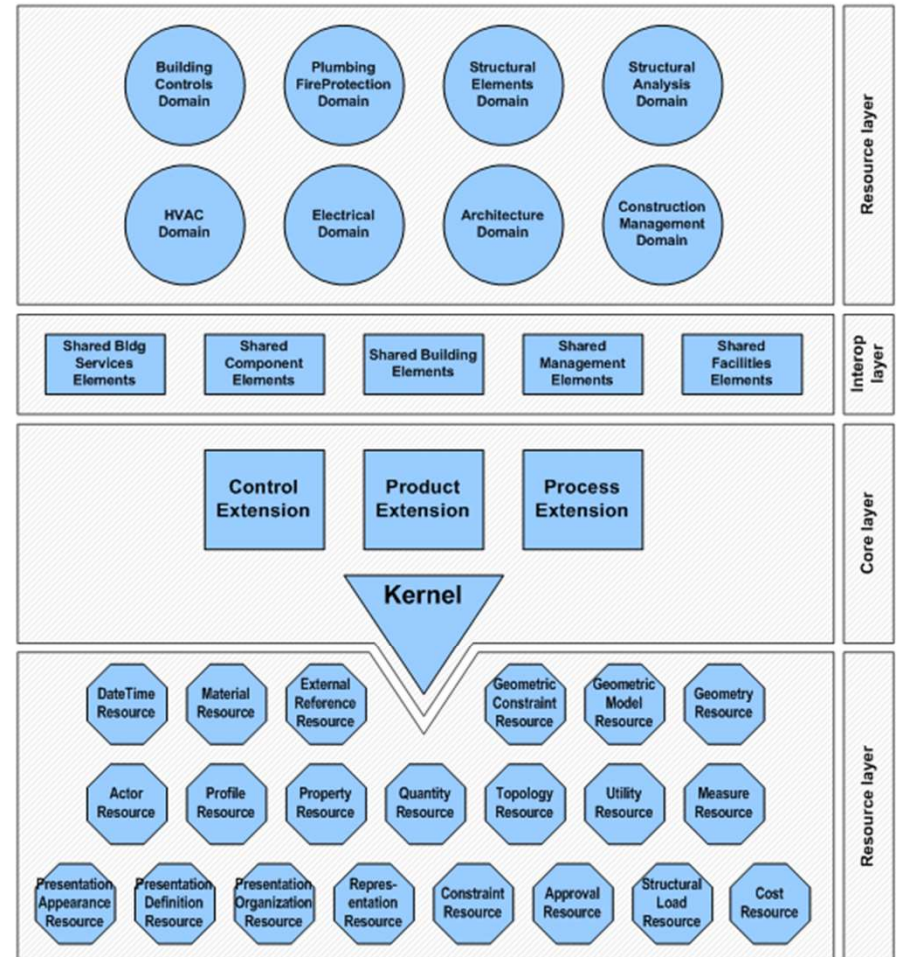 Building
Controls
Domain
Plumbing
FireProtection
Domain
Structural
Elements
Domain
Structural
Analysis
Domain
HVAC
Domain
Electrical
Domain
Architecture
Domain
Construction
Management
Domain
Resource layer
Shared Bldg
Services
Elements
Shared
Component
Elements
Shared Building
Elements
Shared
Management
Elements
Shared
Facilities
Elements
Interop
layer
Control
Extension
Product
Extension
Process
Extension
Kernel
Core layer
DateTime
Resource
Material
Resource
External
Reference
Resource
Geometric
Constraint
Resource
Geometric
Model
Resource
Geometry
Resource
Actor
Resource
Profile
Resource
Property
Resource
Quantity
Resource
Topology
Resource
Utility
Resource
Measure
Resource
Presentation
Appearance
Resource
Presentation
Definition
Resource
Presentation
Organization
Resource
Repres-
entation
Resource
Constraint
Resource
Approval
Resource
Structural
Load
Resource
Cost
Resource
Resource layer